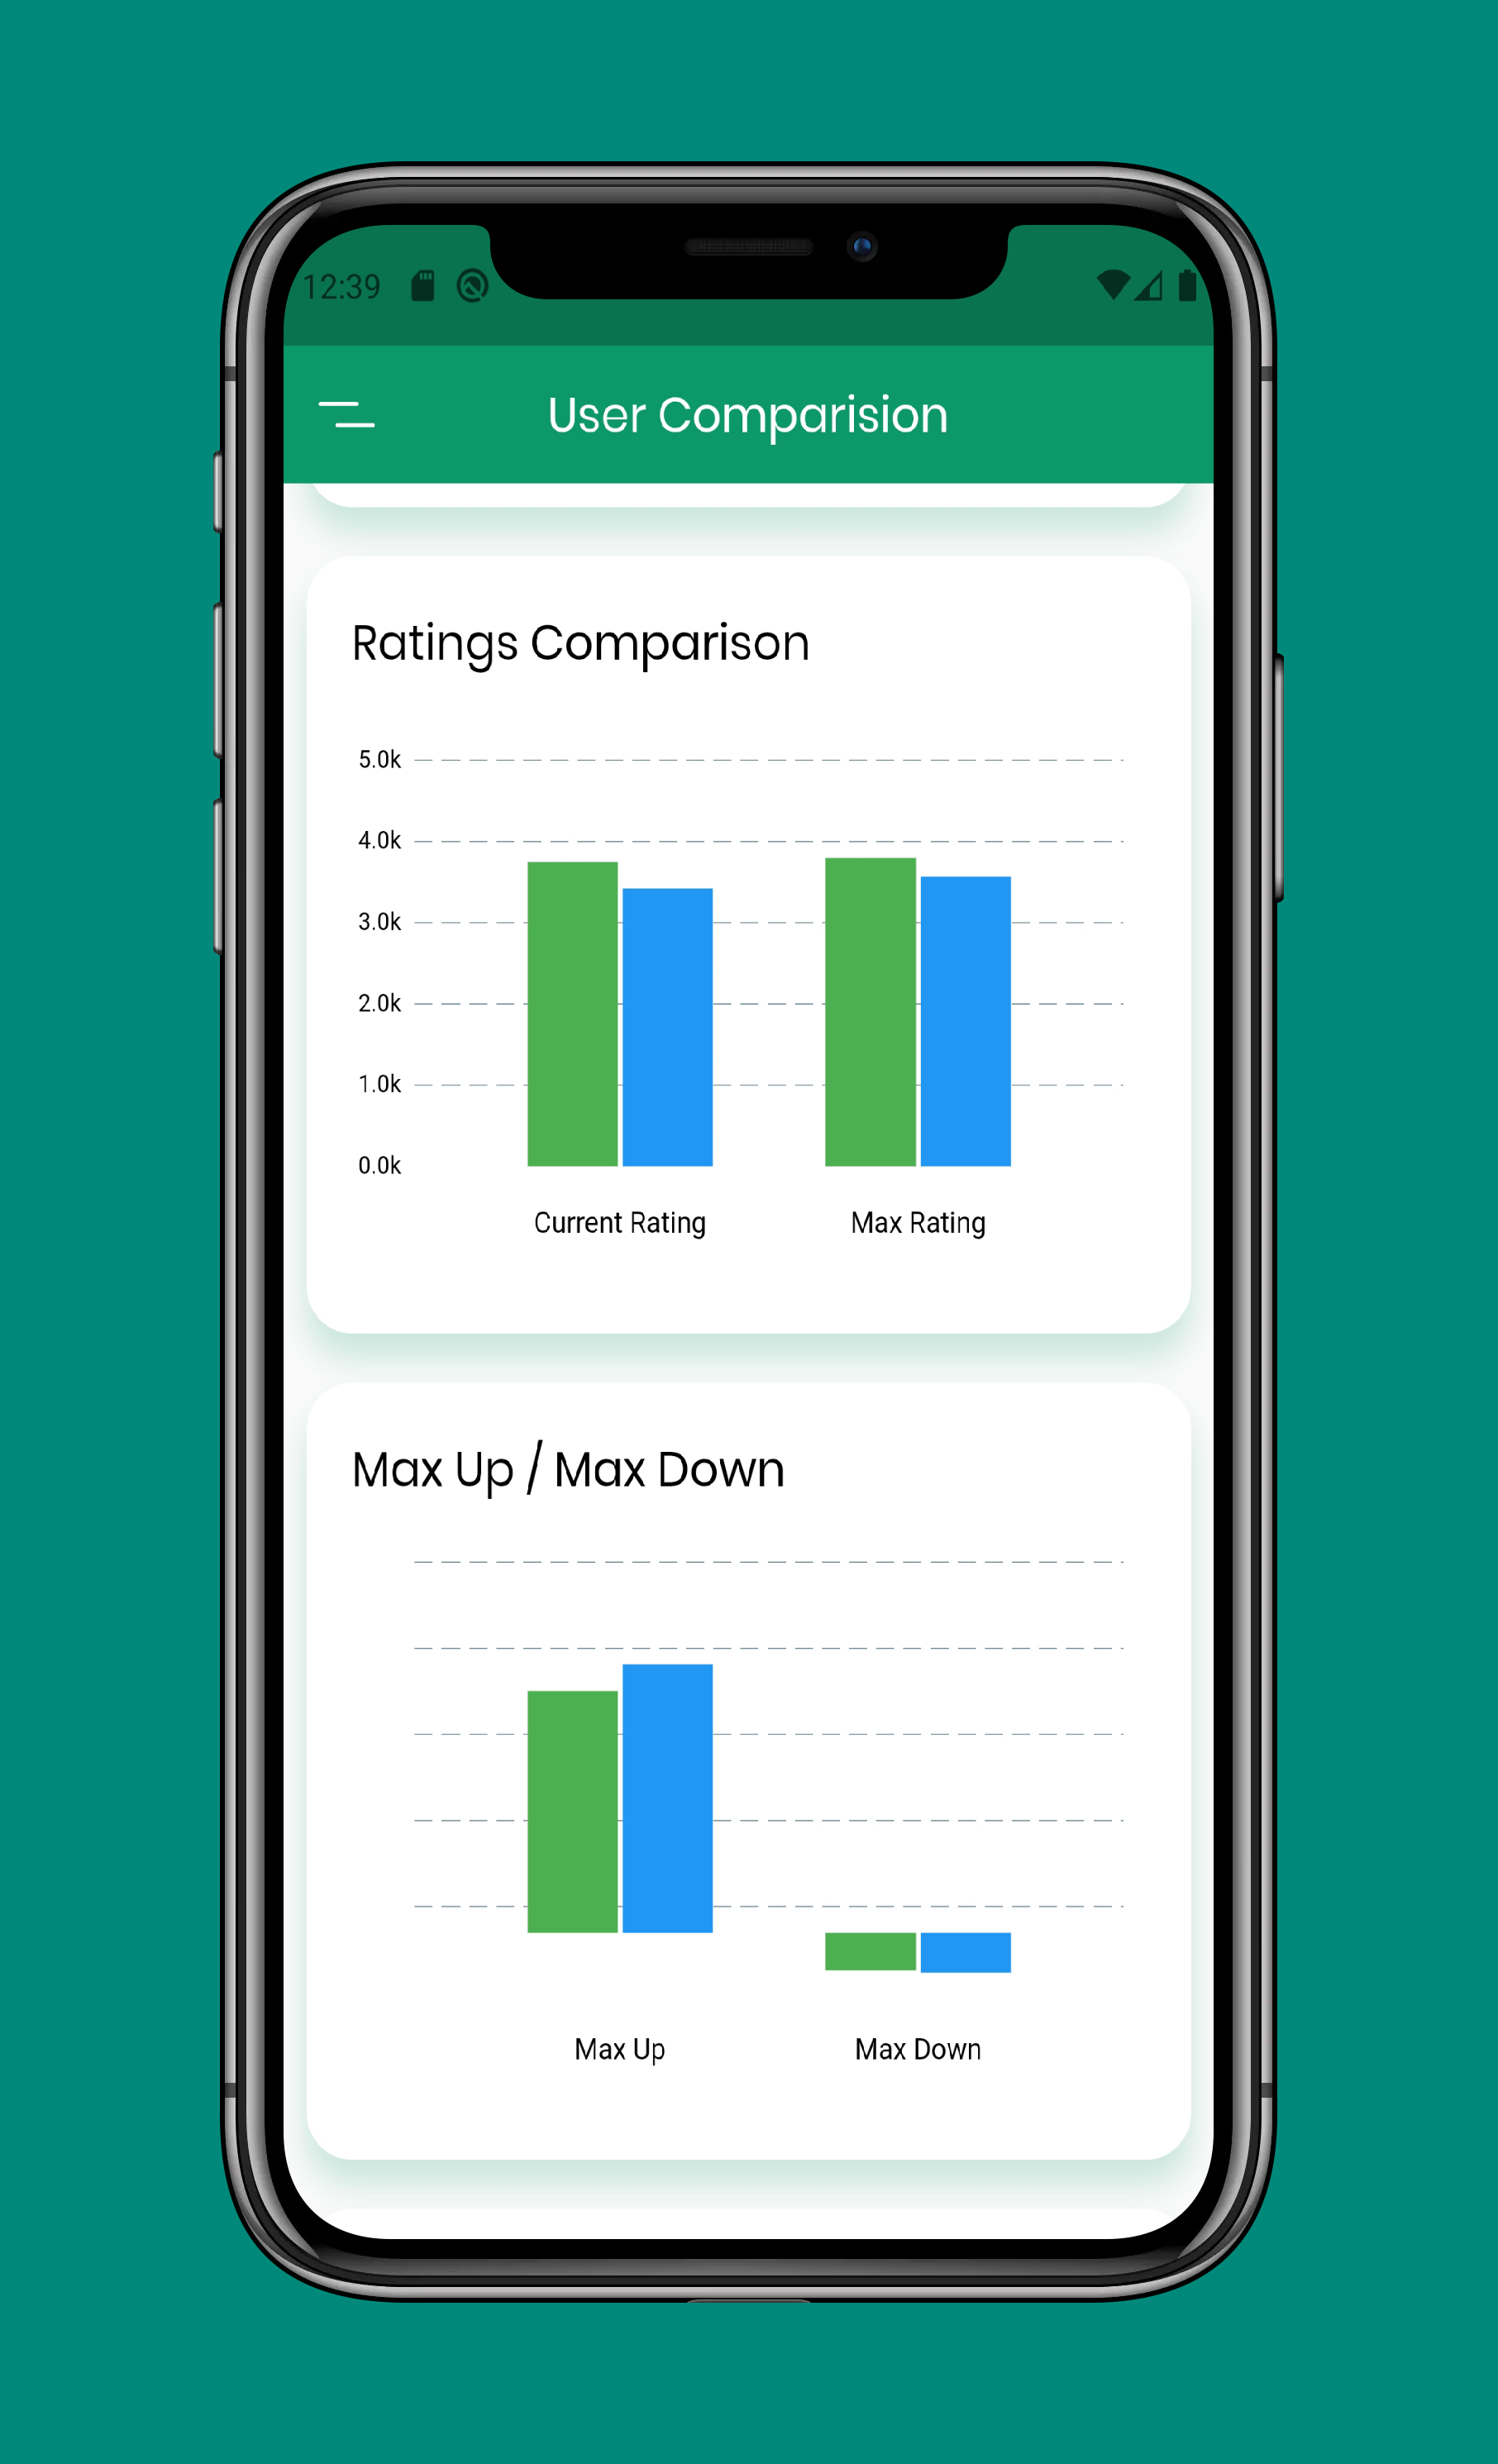 12:39
User Comparision
Ratings Comparison
5.0k
4.0k
3.0k
2.0k
1.0k
0.0k
Current Rating Max Rating
Max Up / Max Down
Max Up Max Down